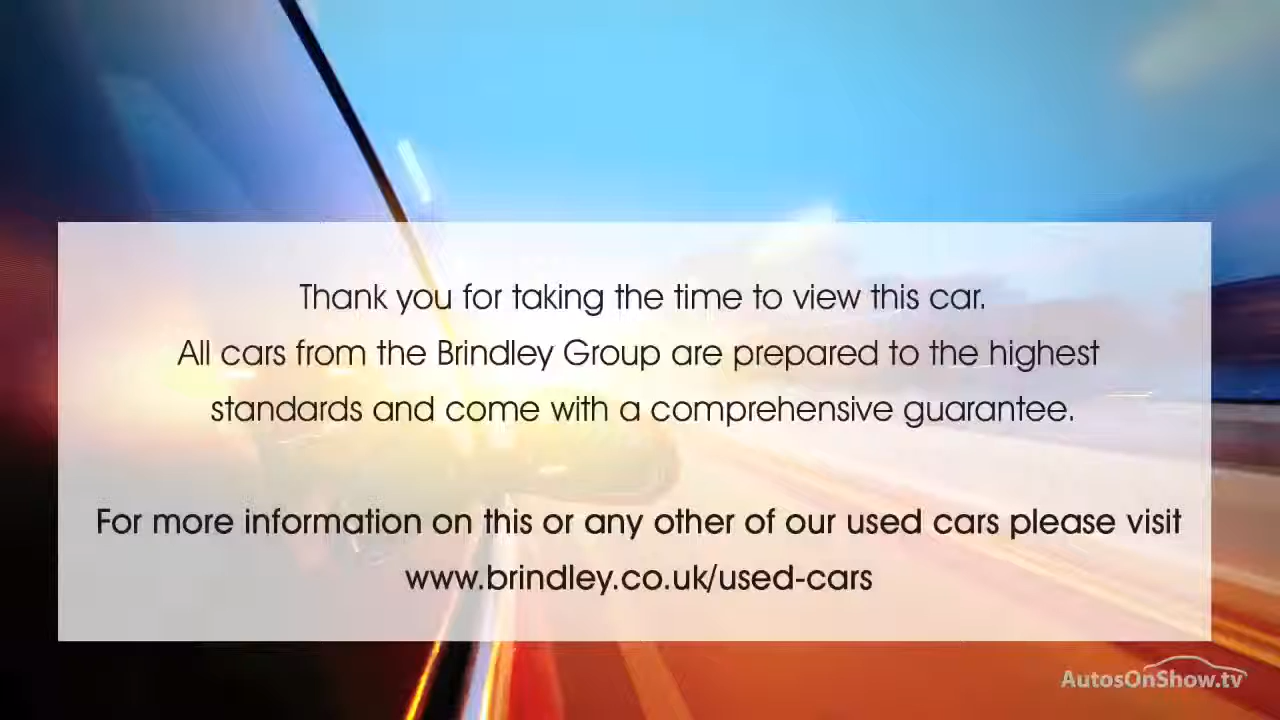 Thank you for taking the time to view this car.
All cars from the Brindley Group are prepared to the highest
standards and come with a comprehensive guarantee.
For more information on this or any other of our used cars please visit
www.brindley.co.uk/used-cars
AutosOnShow.tv